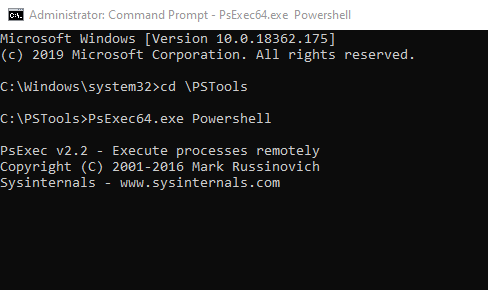 Administrator: Command Prompt - PsExec64.exe  Powershell
Microsoft Windows [Version 10.0.18362.175]
(c) 2019 Microsoft Corporation. All rights reserved.
C:\Windows\system32>cd \PSTools
C:\PSTools>PsExec64.exe Powershell
PsExec v2.2 - Execute processes remotely
Copyright (C) 2001-2016 Mark Russinovich
Sysinternals - www.sysinternals.com